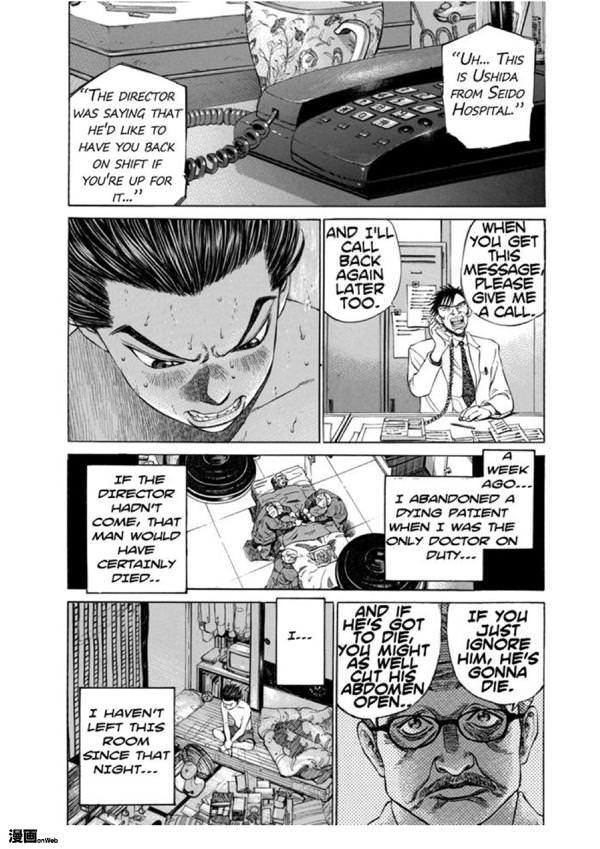 “UH... THIS
IS USHIDA
FROM SEIDO
HOSPITAL.”
“THE DIRECTOR
WAS SAYING THAT
HE'D LIKE TO
HAVE YOU BACK
ON SHIFT IF
YOU'RE UP FOR
IT...”
WHEN
YOU GET
THIS
MESSAGE,
PLEASE
GIVE ME
A CALL.
AND I'LL
CALL
BACK
AGAIN
LATER
TOO.
A
WEEK
AGO...
I ABANDONED A
DYING PATIENT
WHEN I WAS THE
ONLY DOCTOR ON
DUTY...
IF THE
DIRECTOR
HADN'T
COME, THAT
MAN WOULD
HAVE
CERTAINLY
DIED..
IF YOU
JUST
IGNORE
HIM, HE'S
GONNA
DIE.
AND IF
HE'S GOT
TO DIE,
YOU MIGHT
AS WELL
CUT HIS
ABDOMEN
OPEN..
I...
I HAVEN'T
LEFT THIS
ROOM
SINCE THAT
NIGHT...
漫画onWeb